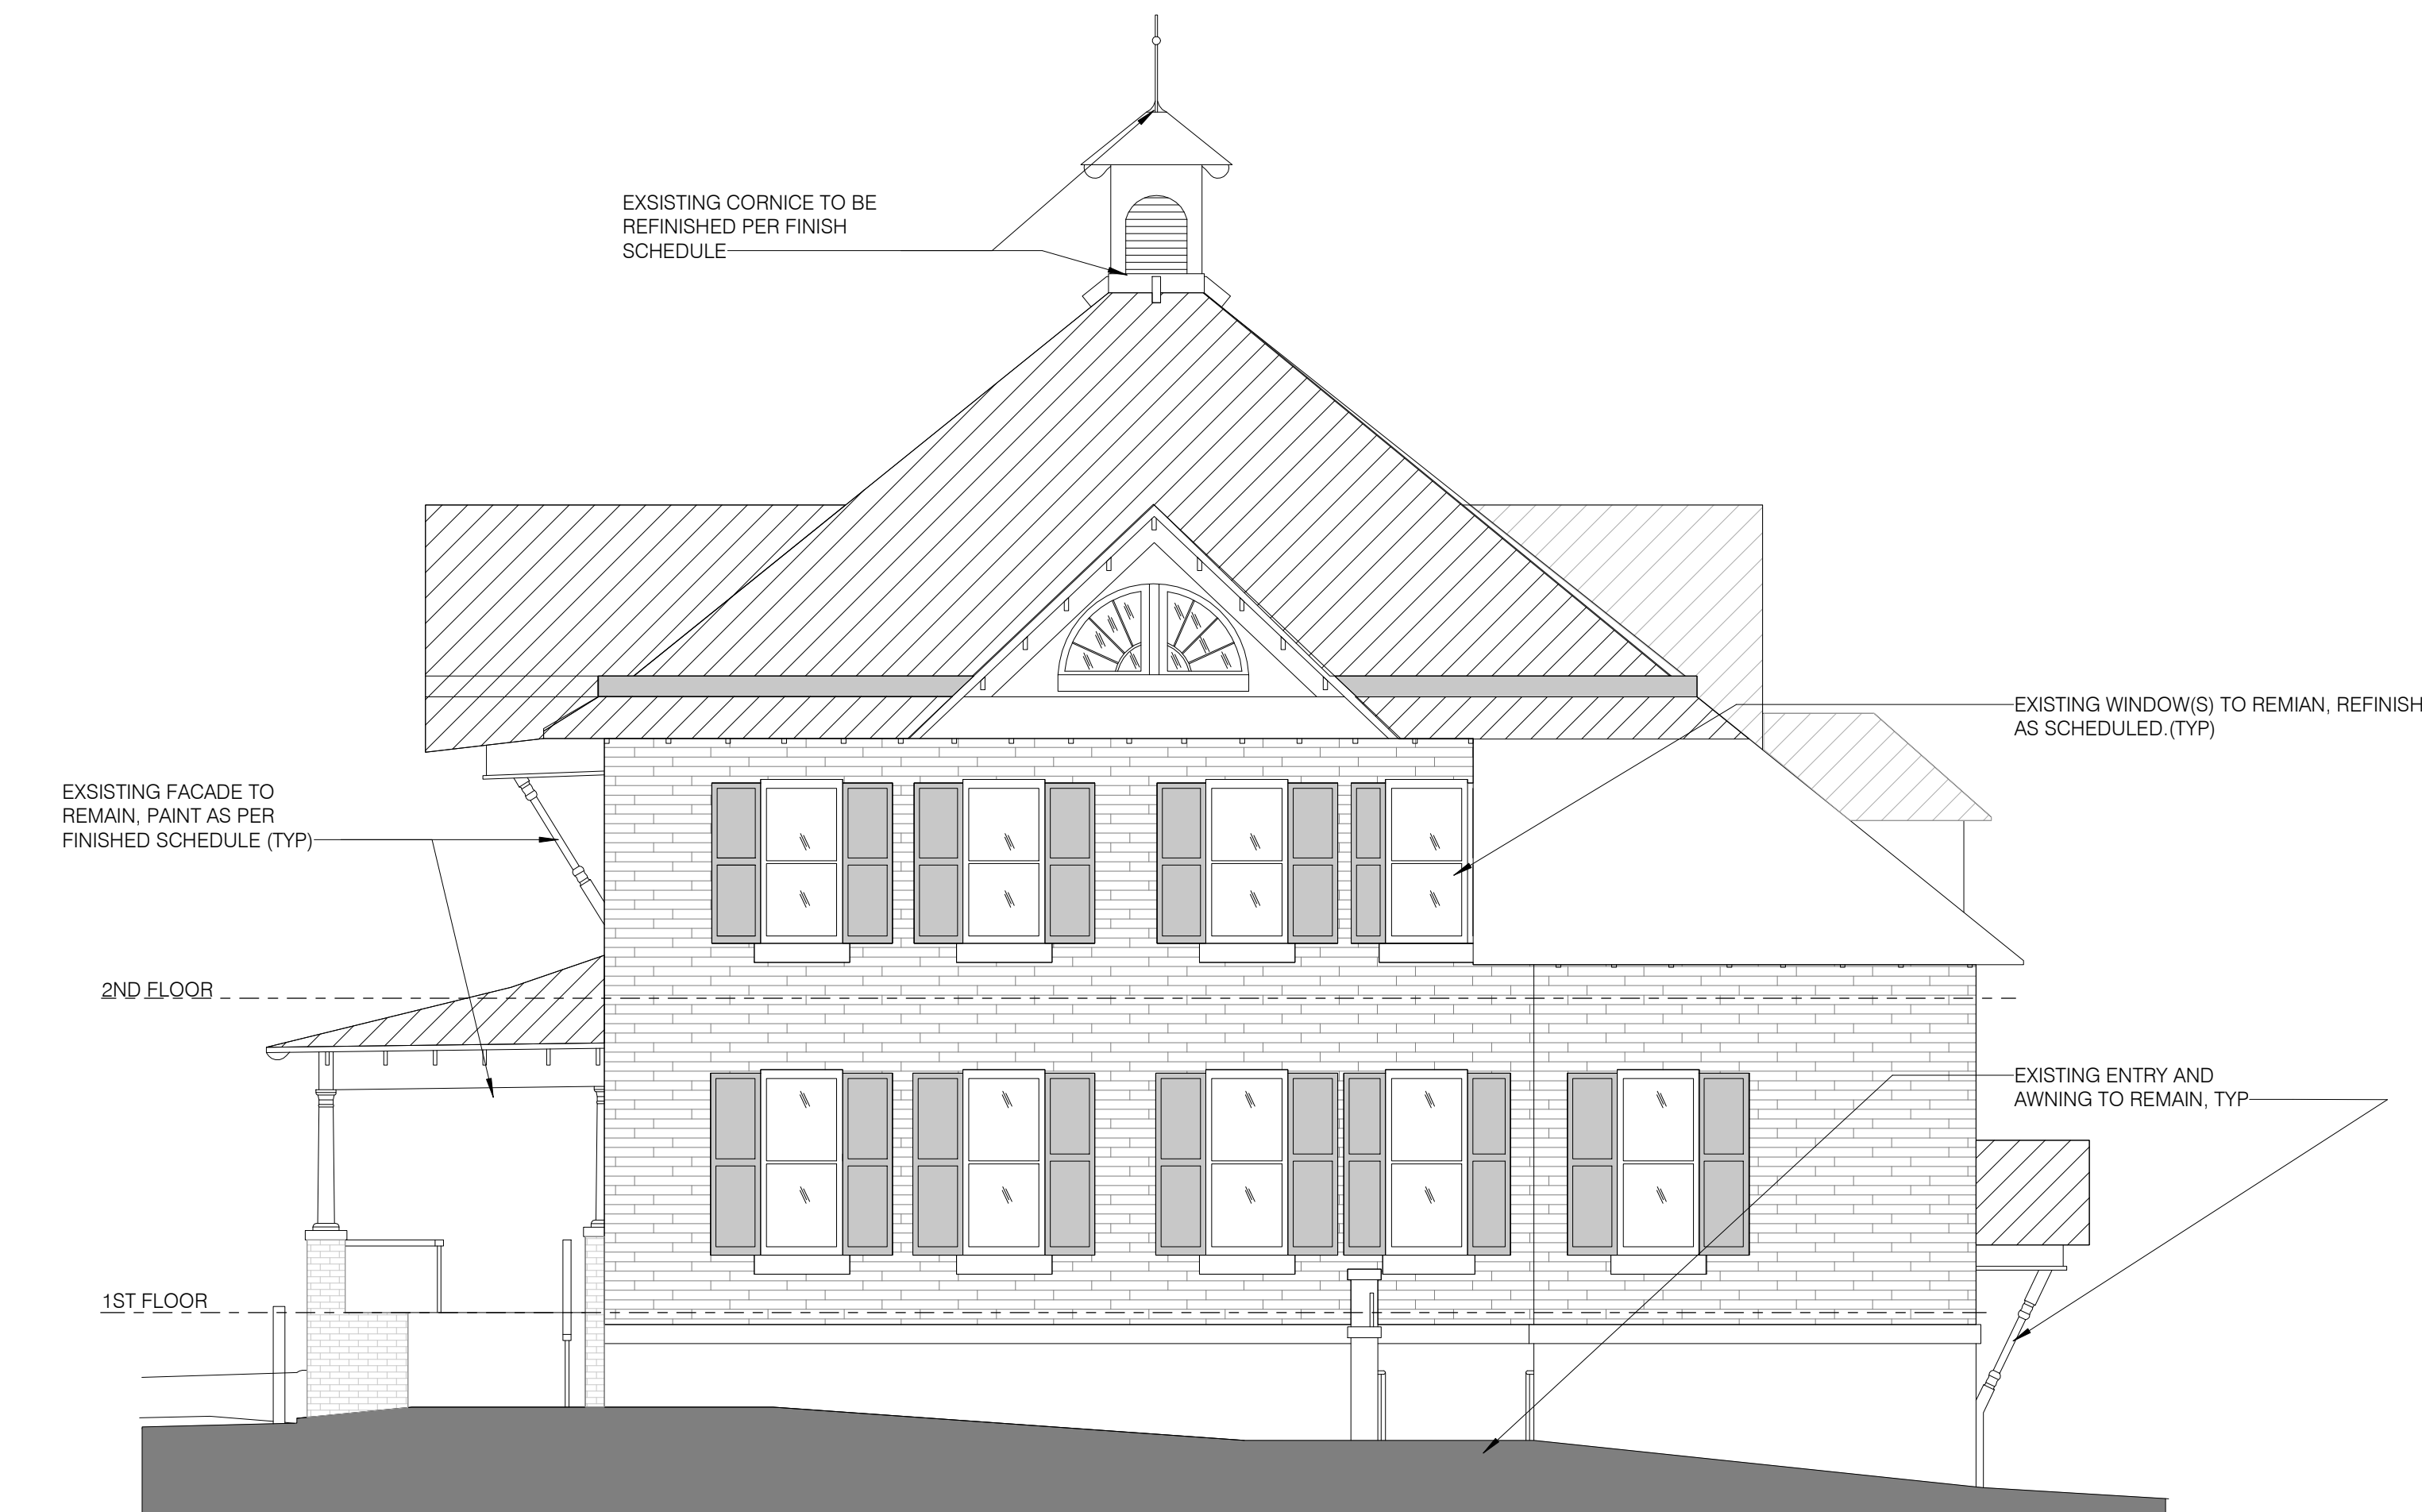 EXSISTING CORNICE TO BE
REFINISHED PER FINISH
SCHEDULE
EXISTING WINDOW(S) TO REMIAN, REFINISH
AS SCHEDULED.(TYP)
EXSISTING FACADE TO
REMAIN, PAINT AS PER
FINISHED SCHEDULE (TYP)
2ND FLOOR
EXISTING ENTRY AND
AWNING TO REMAIN, TYP
1ST FLOOR